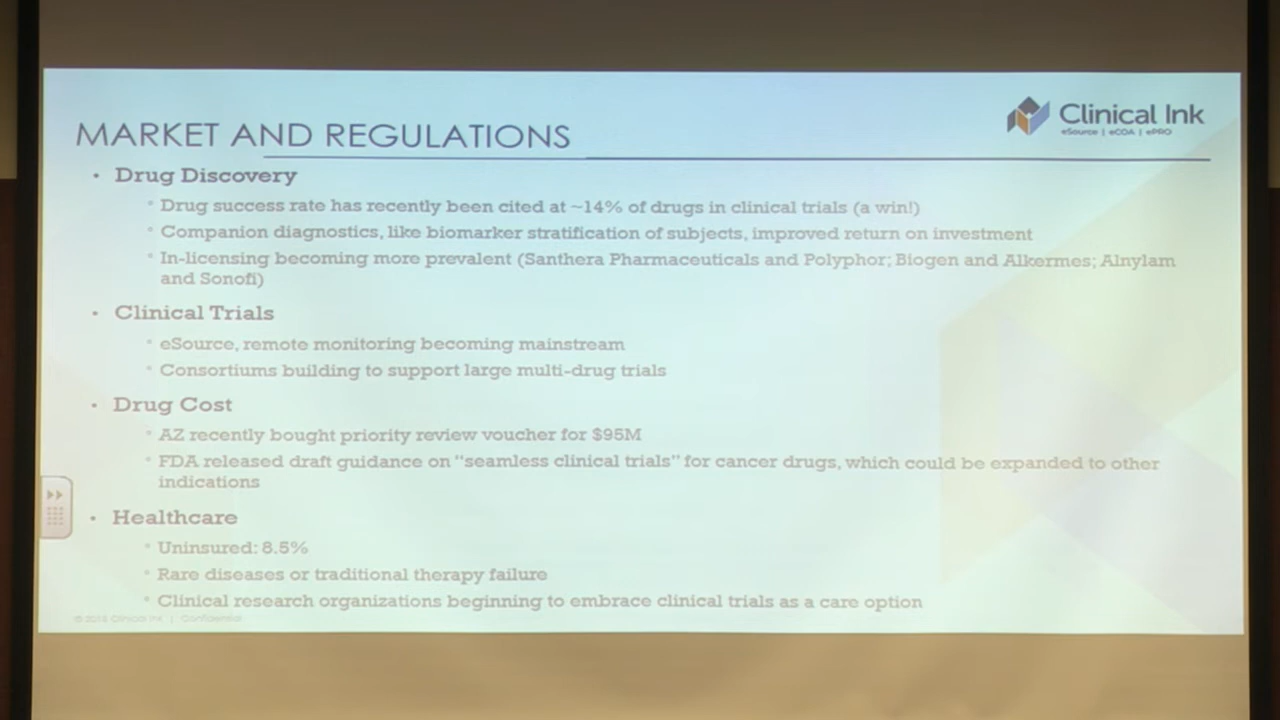 Clinical Ink
eSource | eCOA | ePRO
MARKET AND REGULATIONS
• Drug Discovery
• Drug success rate has recently been cited at ~14% of drugs in clinical trials (a win!)
• Companion diagnostics, like biomarker stratification of subjects, improved return on investment
• In-licensing becoming more prevalent (Santhera Pharmaceuticals and Polyphor; Biogen and Alkermes; Alnylam
and Sonofi)
• Clinical Trials
• eSource, remote monitoring becoming mainstream
• Consortiums building to support large multi-drug trials
• Drug Cost
• AZ recently bought priority review voucher for $95M
• FDA released draft guidance on "seamless clinical trials" for cancer drugs, which could be expanded to other
indications
• Healthcare
• Uninsured: 8.5%
• Rare diseases or traditional therapy failure
• Clinical research organizations beginning to embrace clinical trials as a care option
© 2018 Clinical Ink | Confidential